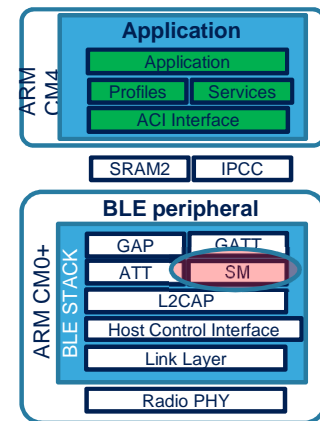 Application
Application
Profiles Services
ACI Interface
ARM
CM4
SRAM2 IPCC
BLE peripheral
GAP GATT
ATT SM
L2CAP
Host Control Interface
Link Layer
BLE STACK
ARM CM0+
Radio PHY